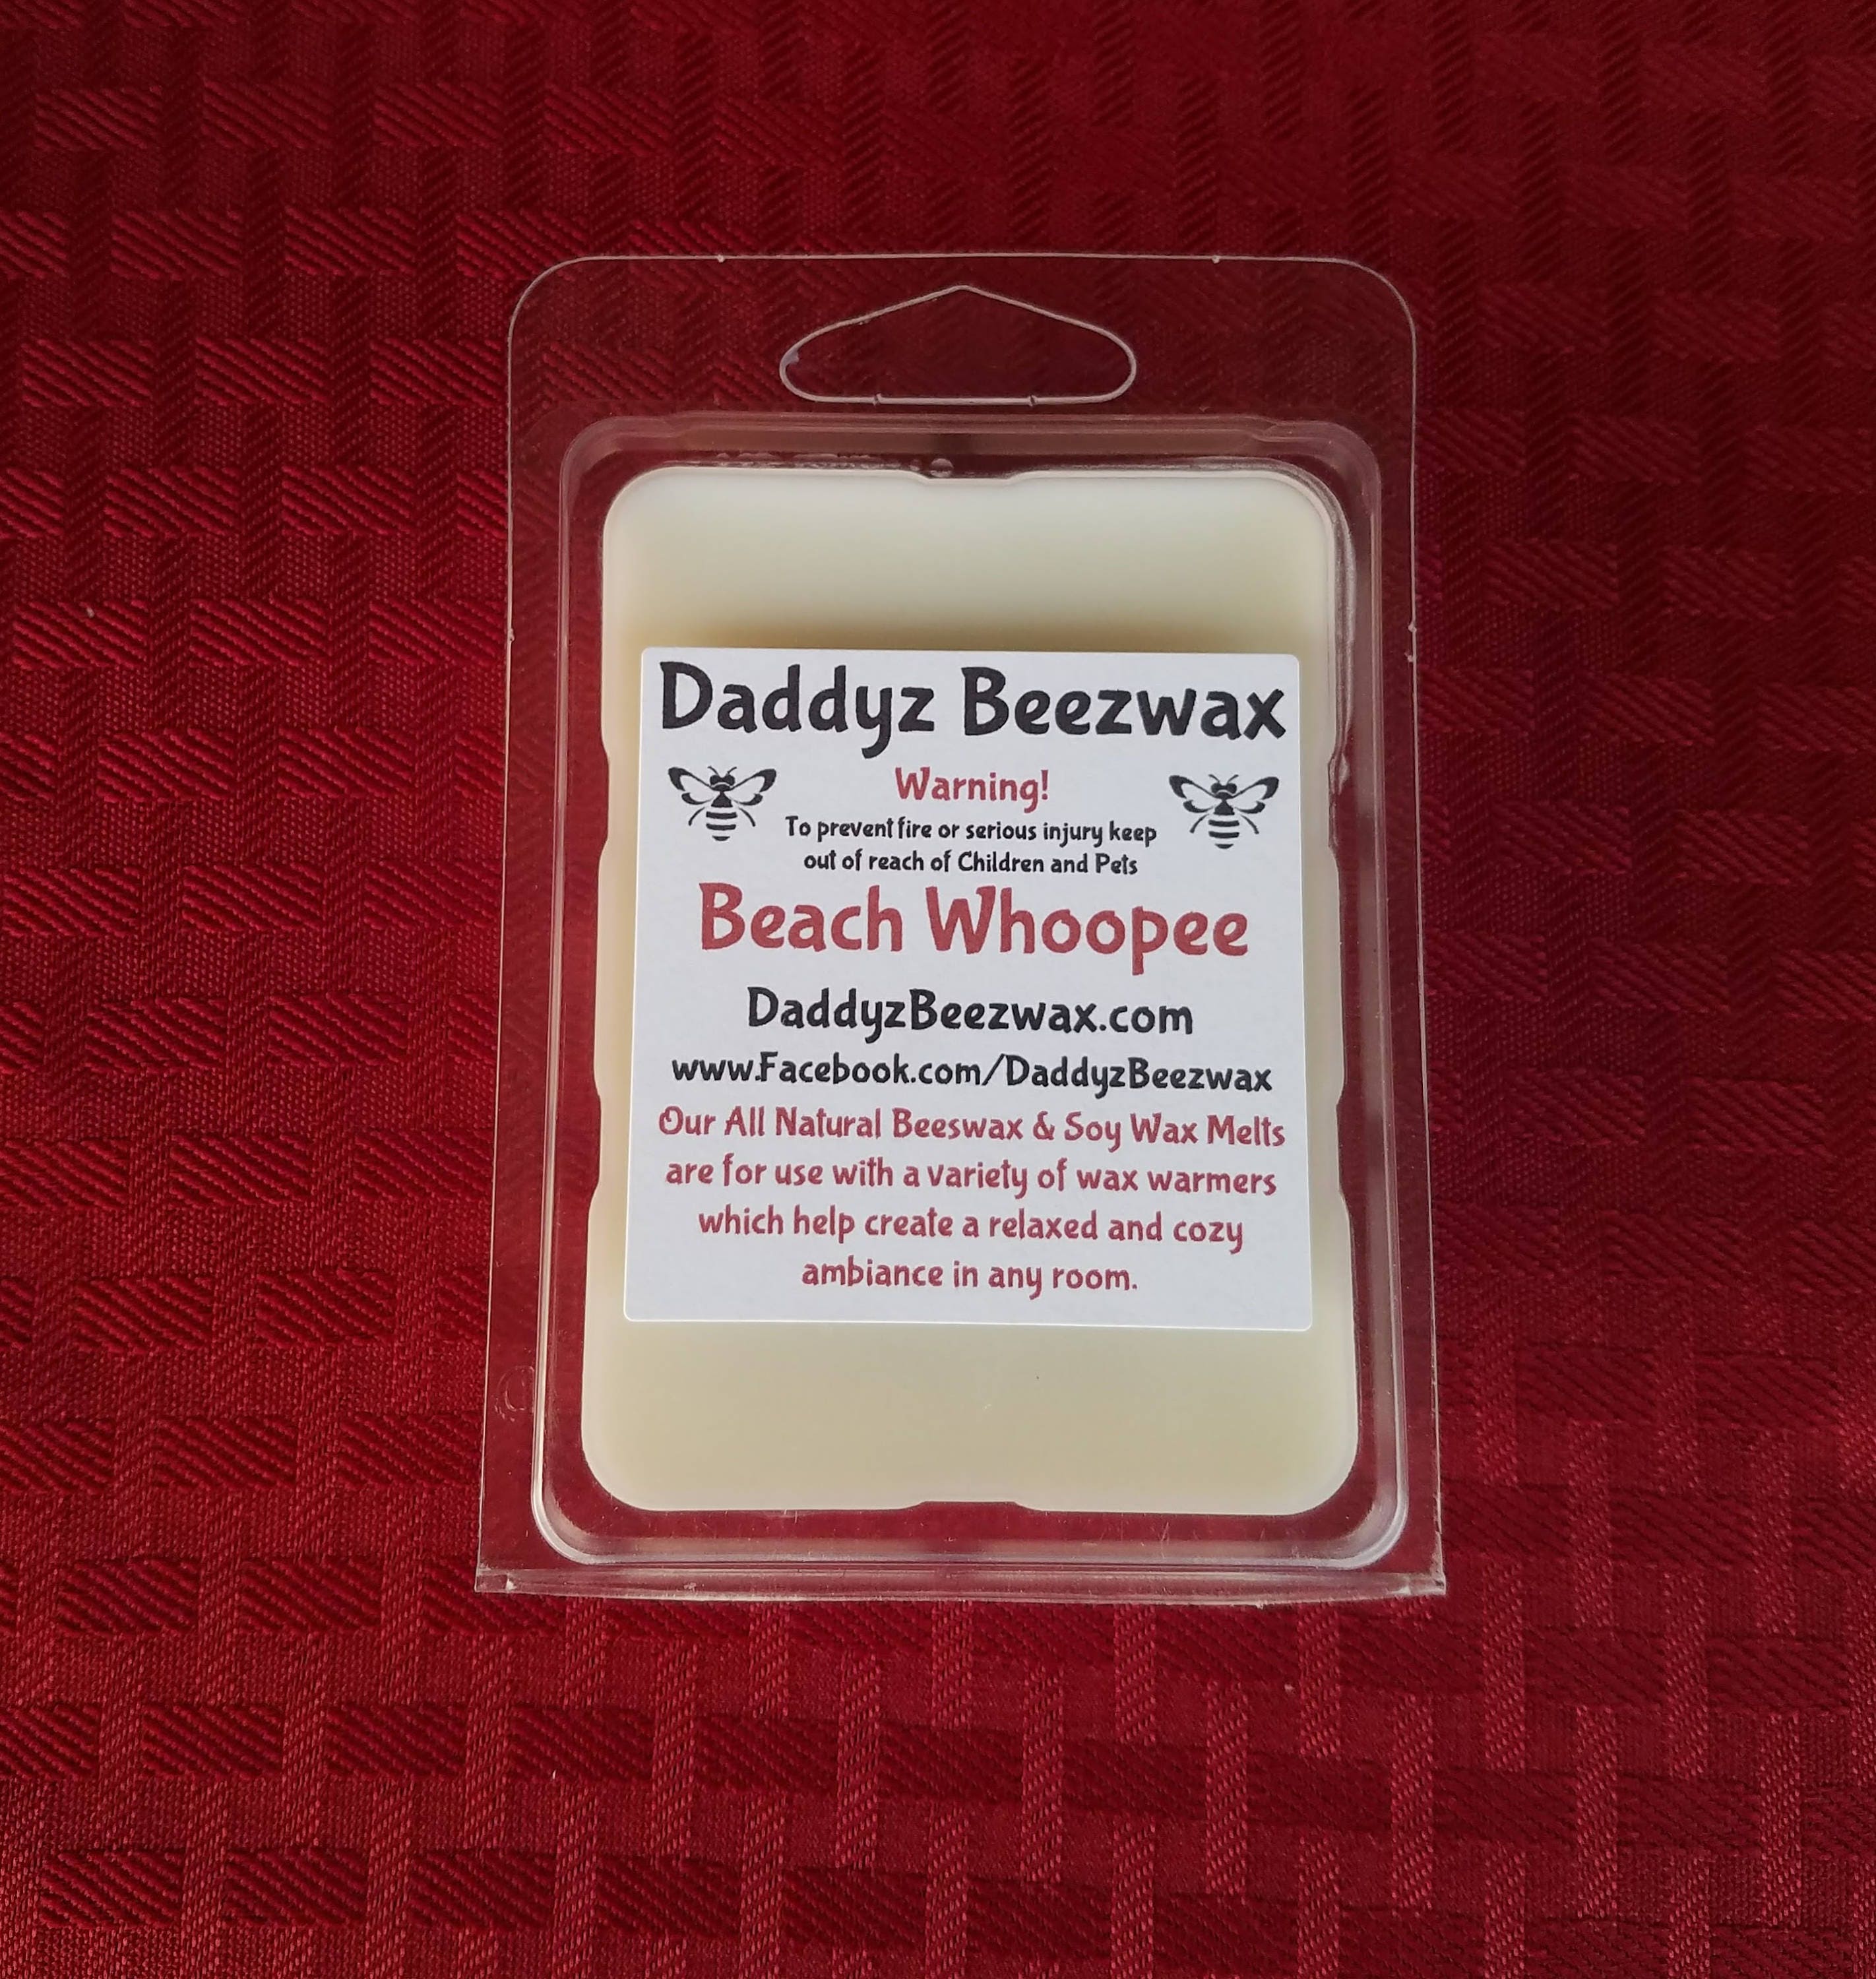 Daddyz Beezwax
Warning!
To prevent fire or serious injury keep
out of reach of Children and Pets
Beach Whoopee
DaddyzBeezwax.com
www.Facebook.com/DaddyzBeezwax
Our All Natural Beeswax & Soy Wax Melts
are for use with a variety of wax warmers
which help create a relaxed and cozy
ambiance in any room.